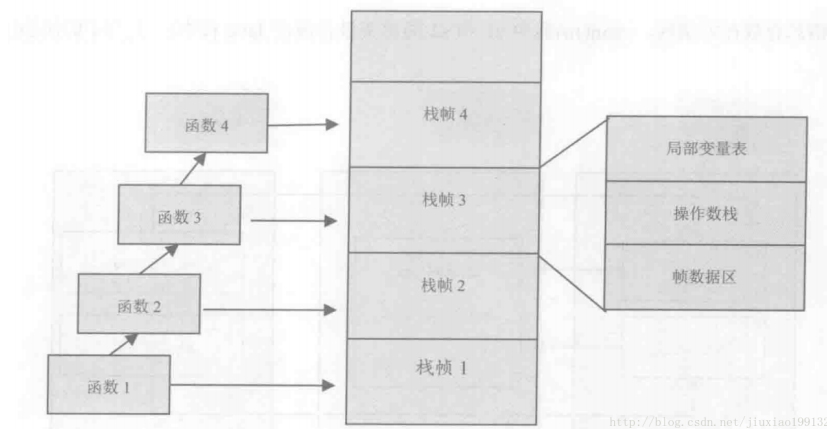 函数 4
函数 3
函数 2
函数 1
栈帧 4
栈帧 3
栈帧 2
栈帧 1
局部变量表
操作数栈
帧数据区